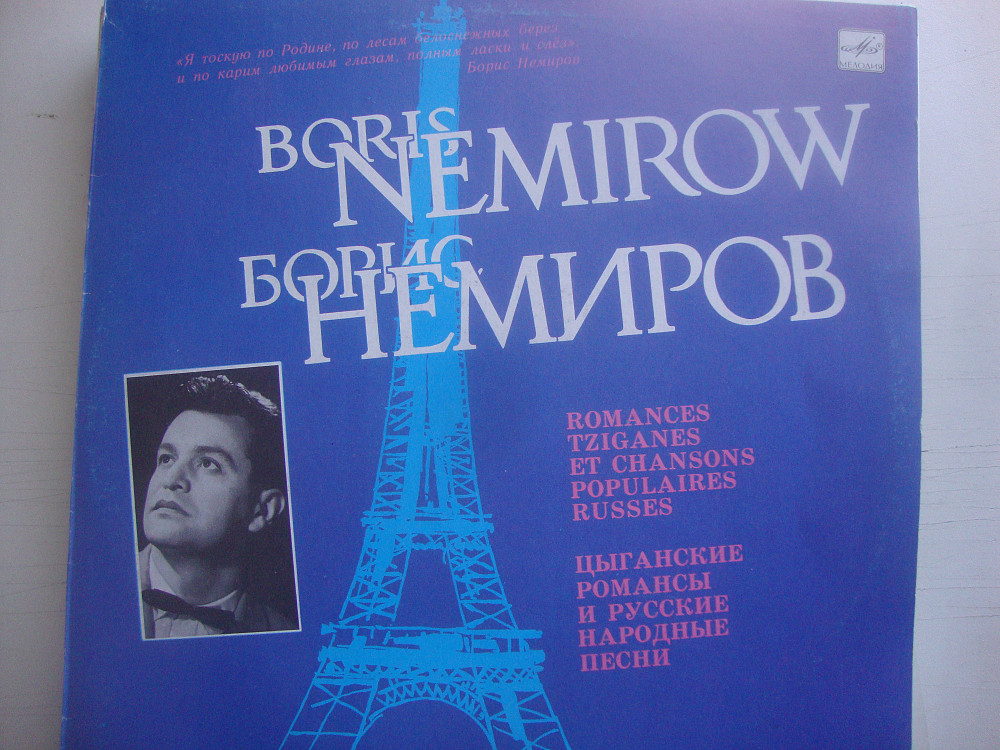 «Я тоскую по Родине, по лесам белоснежных берез
и по карим любимым глазам, полным ласки и слёз».
Борис Немиров
МЕЛОДИЯ
BORIS
NEMIROW
БОРИС
НЕМИРОВ
ROMANCES
TZIGANES
ET CHANSONS
POPULAIRES
RUSSES
ЦЫГАНСКИЕ
РОМАНСЫ
И РУССКИЕ
НАРОДНЫЕ
ПЕСНИ